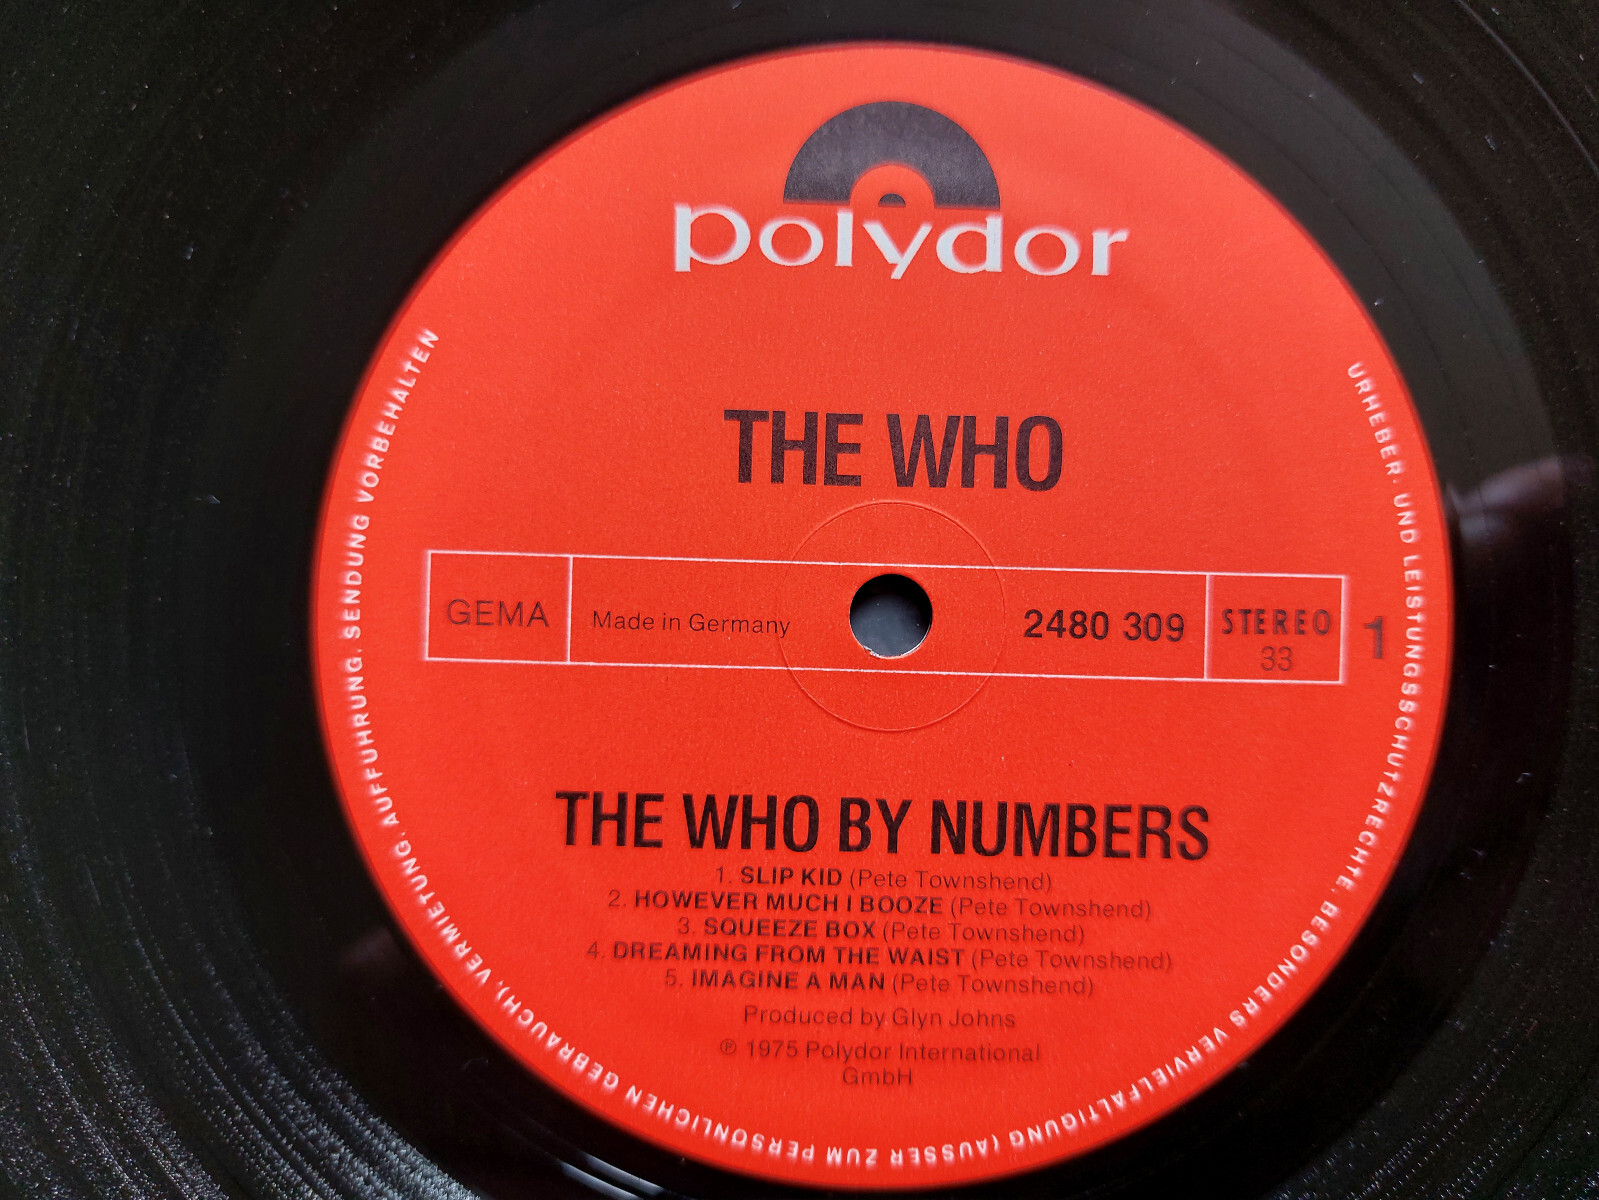 polydor
THE WHO
GEMA
Made in Germany
2480 309
STEREO
33
1
THE WHO BY NUMBERS
1. SLIP KID (Pete Townshend)
2. HOWEVER MUCH I BOOZE (Pete Townshend)
3. SQUEEZE BOX (Pete Townshend)
4. DREAMING FROM THE WAIST (Pete Townshend)
5. IMAGINE A MAN (Pete Townshend)
Produced by Glyn Johns
℗ 1975 Polydor International
GmbH
URHEBER- UND LEISTUNGSSCHUTZRECHTE, BESONDERS VERVIELFÄLTIGUNG (AUSSER ZUM PERSÖNLICHEN GEBRAUCH), VERMIETUNG, AUFFÜHRUNG, SENDUNG VORBEHALTEN